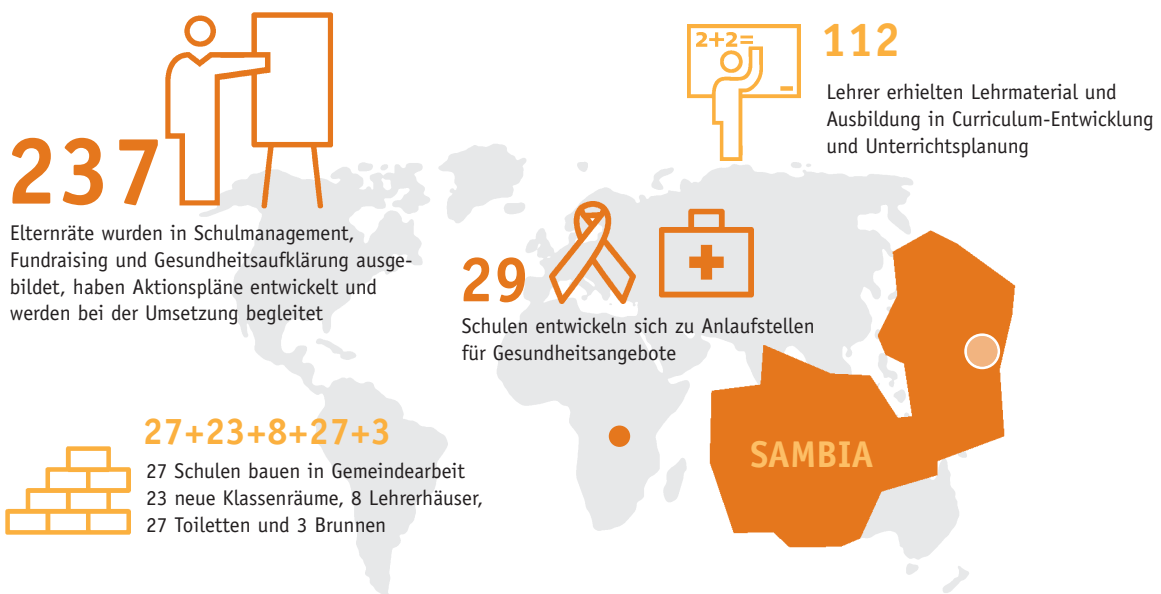 237
Elternräte wurden in Schulmanagement,
Fundraising und Gesundheitsaufklärung ausge-
bildet, haben Aktionspläne entwickelt und
werden bei der Umsetzung begleitet
2+2=
112
Lehrer erhielten Lehrmaterial und
Ausbildung in Curriculum-Entwicklung
und Unterrichtsplanung
29
Schulen entwickeln sich zu Anlaufstellen
für Gesundheitsangebote
27+23+8+27+3
27 Schulen bauen in Gemeindearbeit
23 neue Klassenräume, 8 Lehrerhäuser,
27 Toiletten und 3 Brunnen
SAMBIA